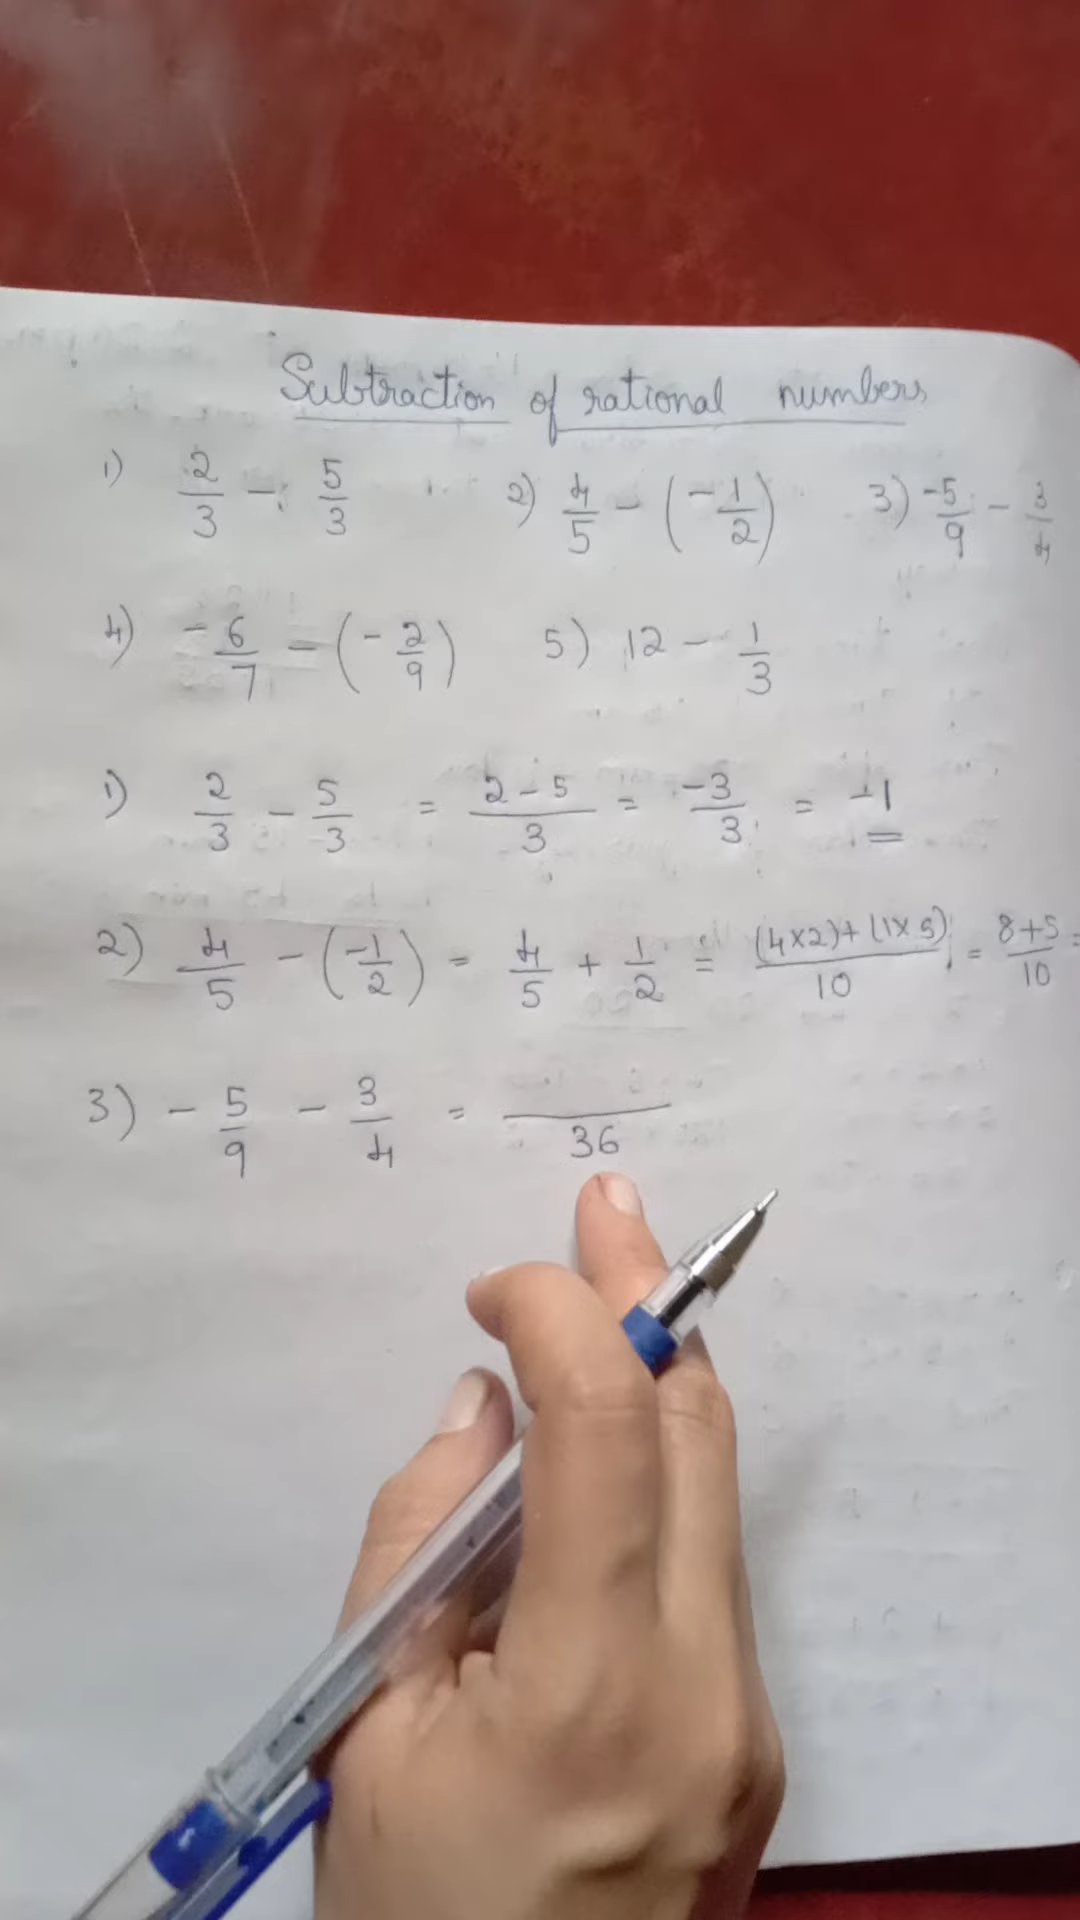 Subtraction of rational numbers
1) 2/3 - 5/3 2) 4/5 - (-1/2) 3) -5/9 - 3/4
4) -6/7 - (-2/9) 5) 12 - 1/3
1) 2/3 - 5/3 = 2-5/3 = -3/3 = -1
2) 4/5 - (-1/2) = 4/5 + 1/2 = (4×2)+(1×5)/10 = 8+5/10 =
3) - 5/9 - 3/4 = /36